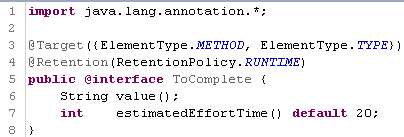 1 import java.lang.annotation.*;
2
3 @Target({ElementType.METHOD, ElementType.TYPE})
4 @Retention(RetentionPolicy.RUNTIME)
5 public @interface ToComplete {
6     String value();
7     int    estimatedEffortTime() default 20;
8 }